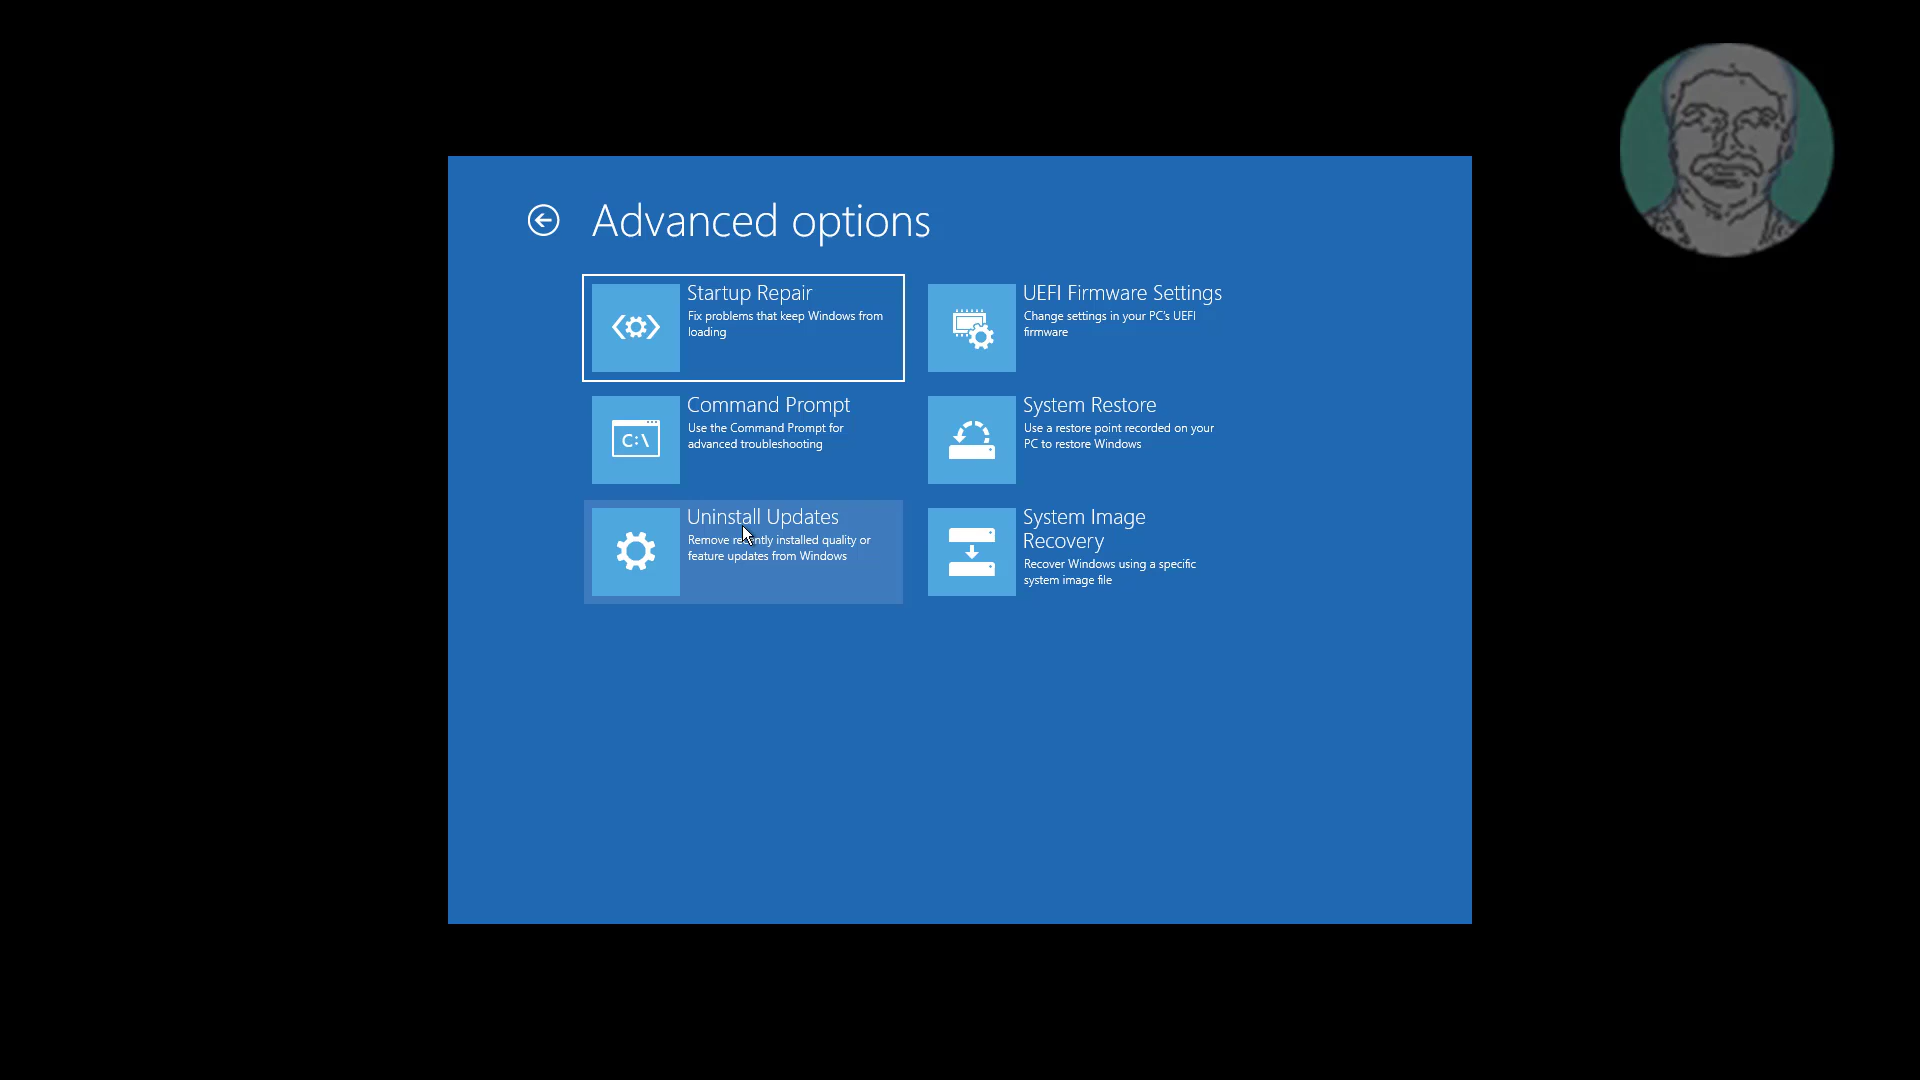 Advanced options
Startup Repair
Fix problems that keep Windows from
loading
UEFI Firmware Settings
Change settings in your PC's UEFI
firmware
Command Prompt
Use the Command Prompt for
advanced troubleshooting
C:\
System Restore
Use a restore point recorded on your
PC to restore Windows
Uninstall Updates
Remove recently installed quality or
feature updates from Windows
System Image
Recovery
Recover Windows using a specific
system image file